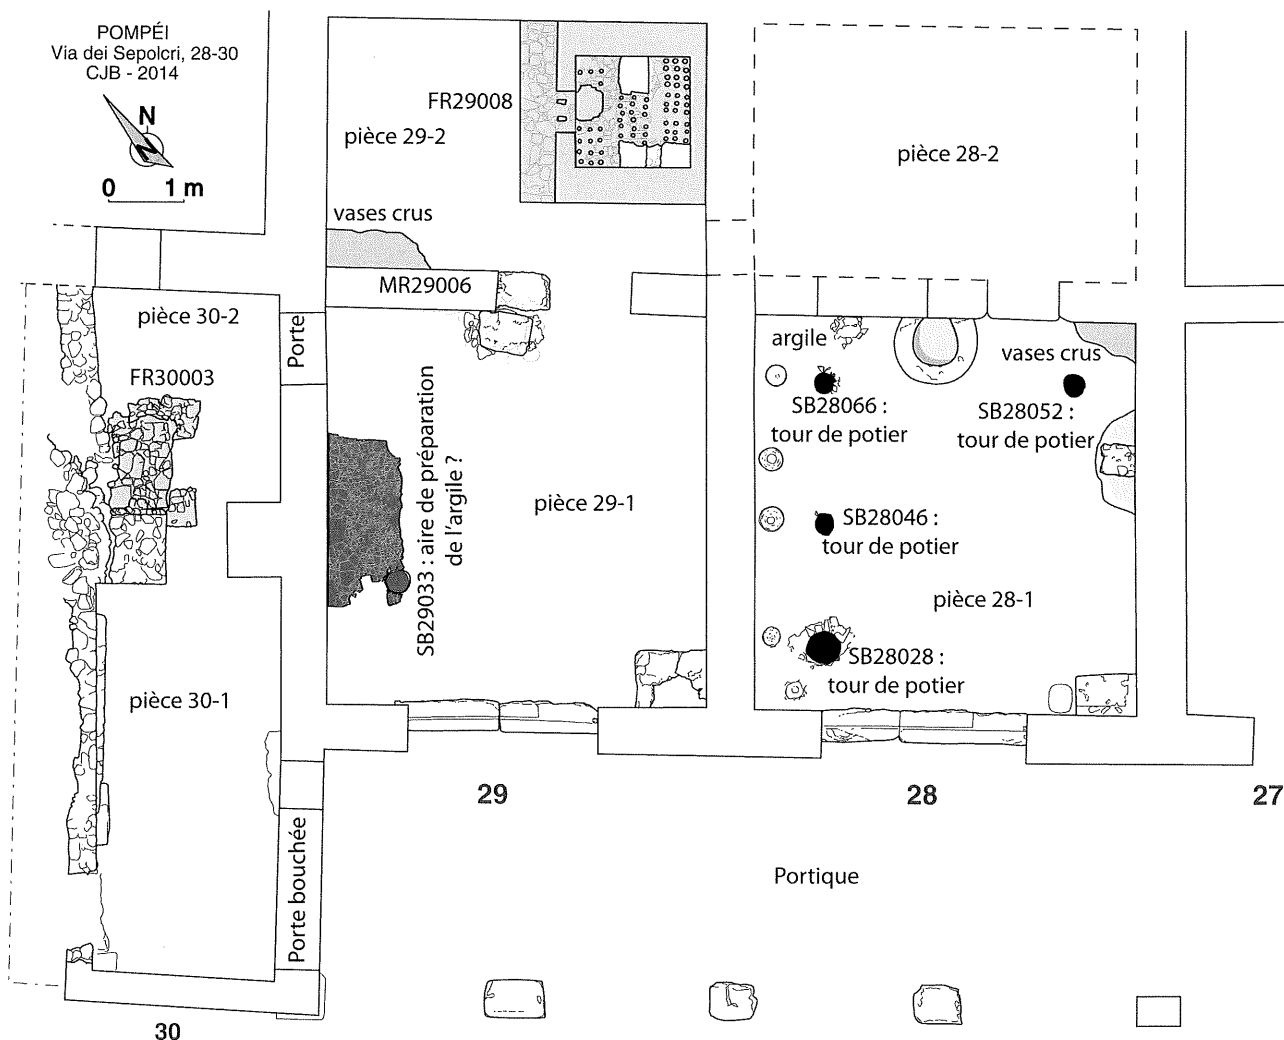 POMPÉI
Via dei Sepolcri, 28-30
CJB - 2014
N
N
0 1 m
FR29008
pièce 29-2
pièce 28-2
vases crus
MR29006
pièce 30-2
Porte
FR30003
argile
vases crus
SB28066 :
tour de potier
SB28052 :
tour de potier
SB29033 : aire de préparation
de l'argile ?
pièce 29-1
SB28046 :
tour de potier
pièce 28-1
SB28028 :
tour de potier
pièce 30-1
29
28
27
Porte bouchée
Portique
30